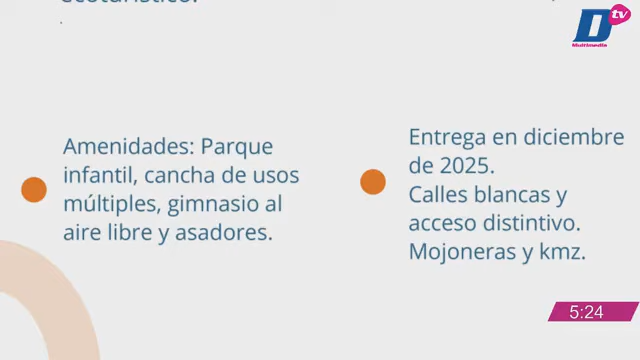 ecoturístico.
.
Amenidades: Parque
infantil, cancha de usos
múltiples, gimnasio al
aire libre y asadores.
Entrega en diciembre
de 2025.
Calles blancas y
acceso distintivo.
Mojoneras y kmz.
D tv
Multimedia
5:24